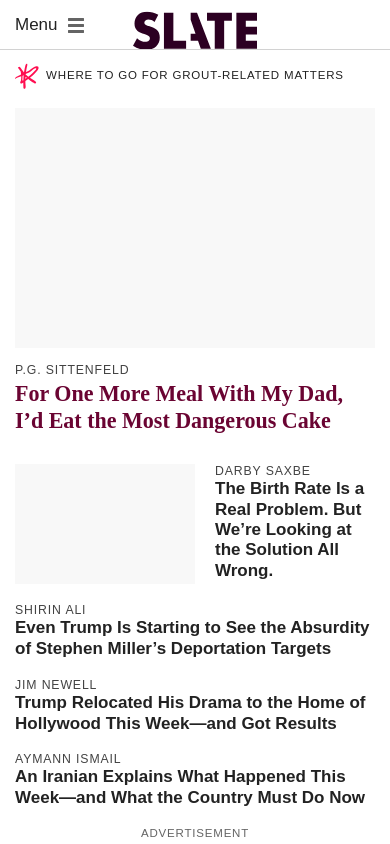 Menu
SLATE
WHERE TO GO FOR GROUT-RELATED MATTERS
P.G. SITTENFELD
For One More Meal With My Dad,
I’d Eat the Most Dangerous Cake
DARBY SAXBE
The Birth Rate Is a
Real Problem. But
We’re Looking at
the Solution All
Wrong.
SHIRIN ALI
Even Trump Is Starting to See the Absurdity
of Stephen Miller’s Deportation Targets
JIM NEWELL
Trump Relocated His Drama to the Home of
Hollywood This Week—and Got Results
AYMANN ISMAIL
An Iranian Explains What Happened This
Week—and What the Country Must Do Now
ADVERTISEMENT